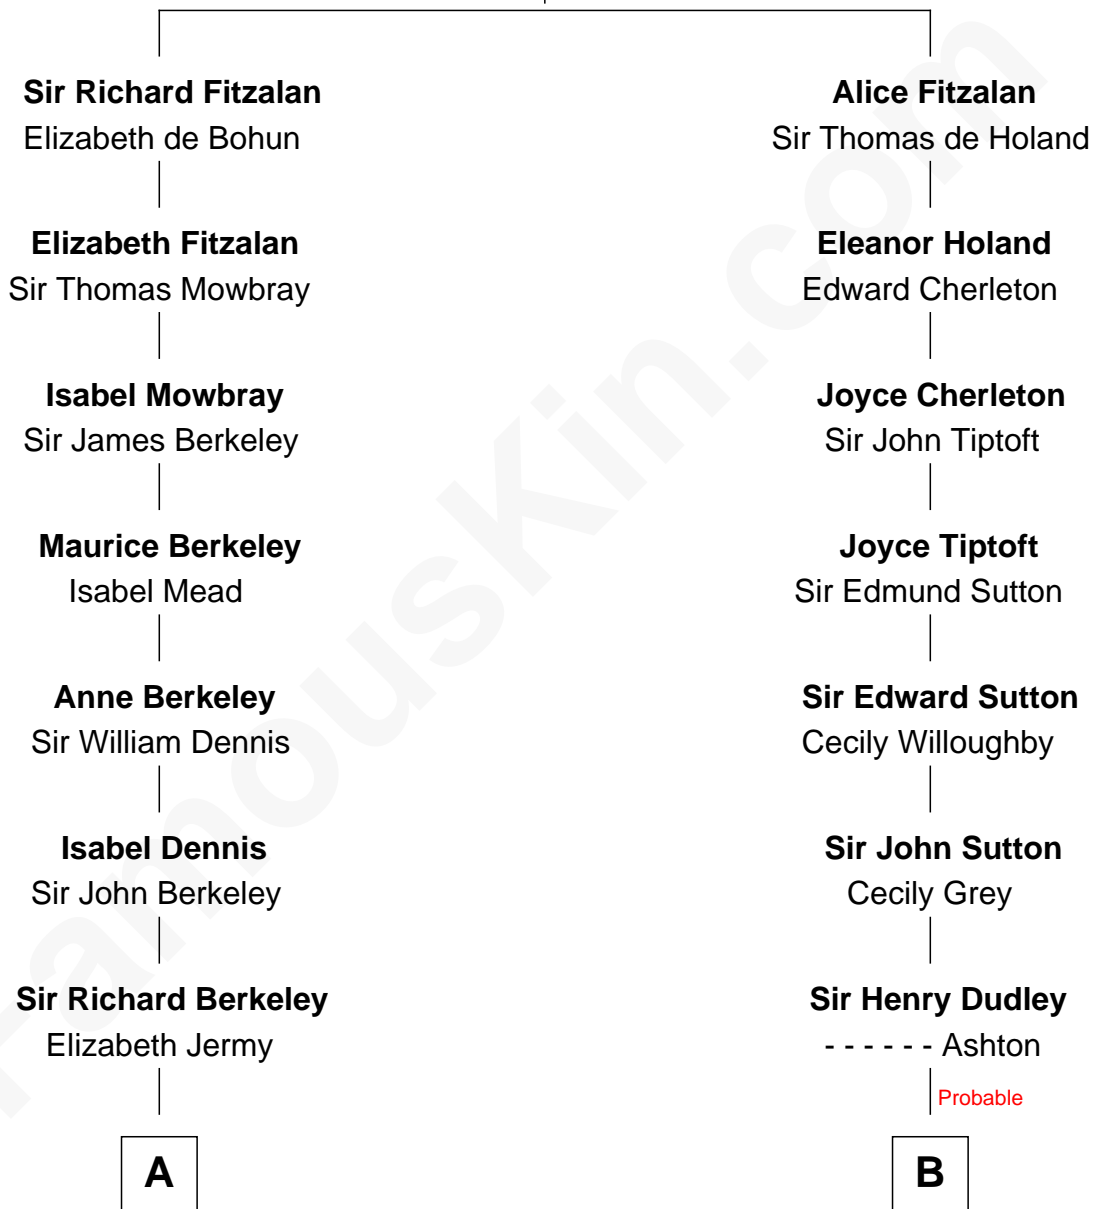 Sir Richard Fitzalan
Elizabeth de Bohun
Elizabeth Fitzalan
Sir Thomas Mowbray
Isabel Mowbray
Sir James Berkeley
Maurice Berkeley
Isabel Mead
Anne Berkeley
Sir William Dennis
Isabel Dennis
Sir John Berkeley
Sir Richard Berkeley
Elizabeth Jermy
A
Alice Fitzalan
Sir Thomas de Holand
Eleanor Holand
Edward Cherleton
Joyce Cherleton
Sir John Tiptoft
Joyce Tiptoft
Sir Edmund Sutton
Sir Edward Sutton
Cecily Willoughby
Sir John Sutton
Cecily Grey
Sir Henry Dudley
- - - - - - Ashton
Probable
B
FamousKin.com